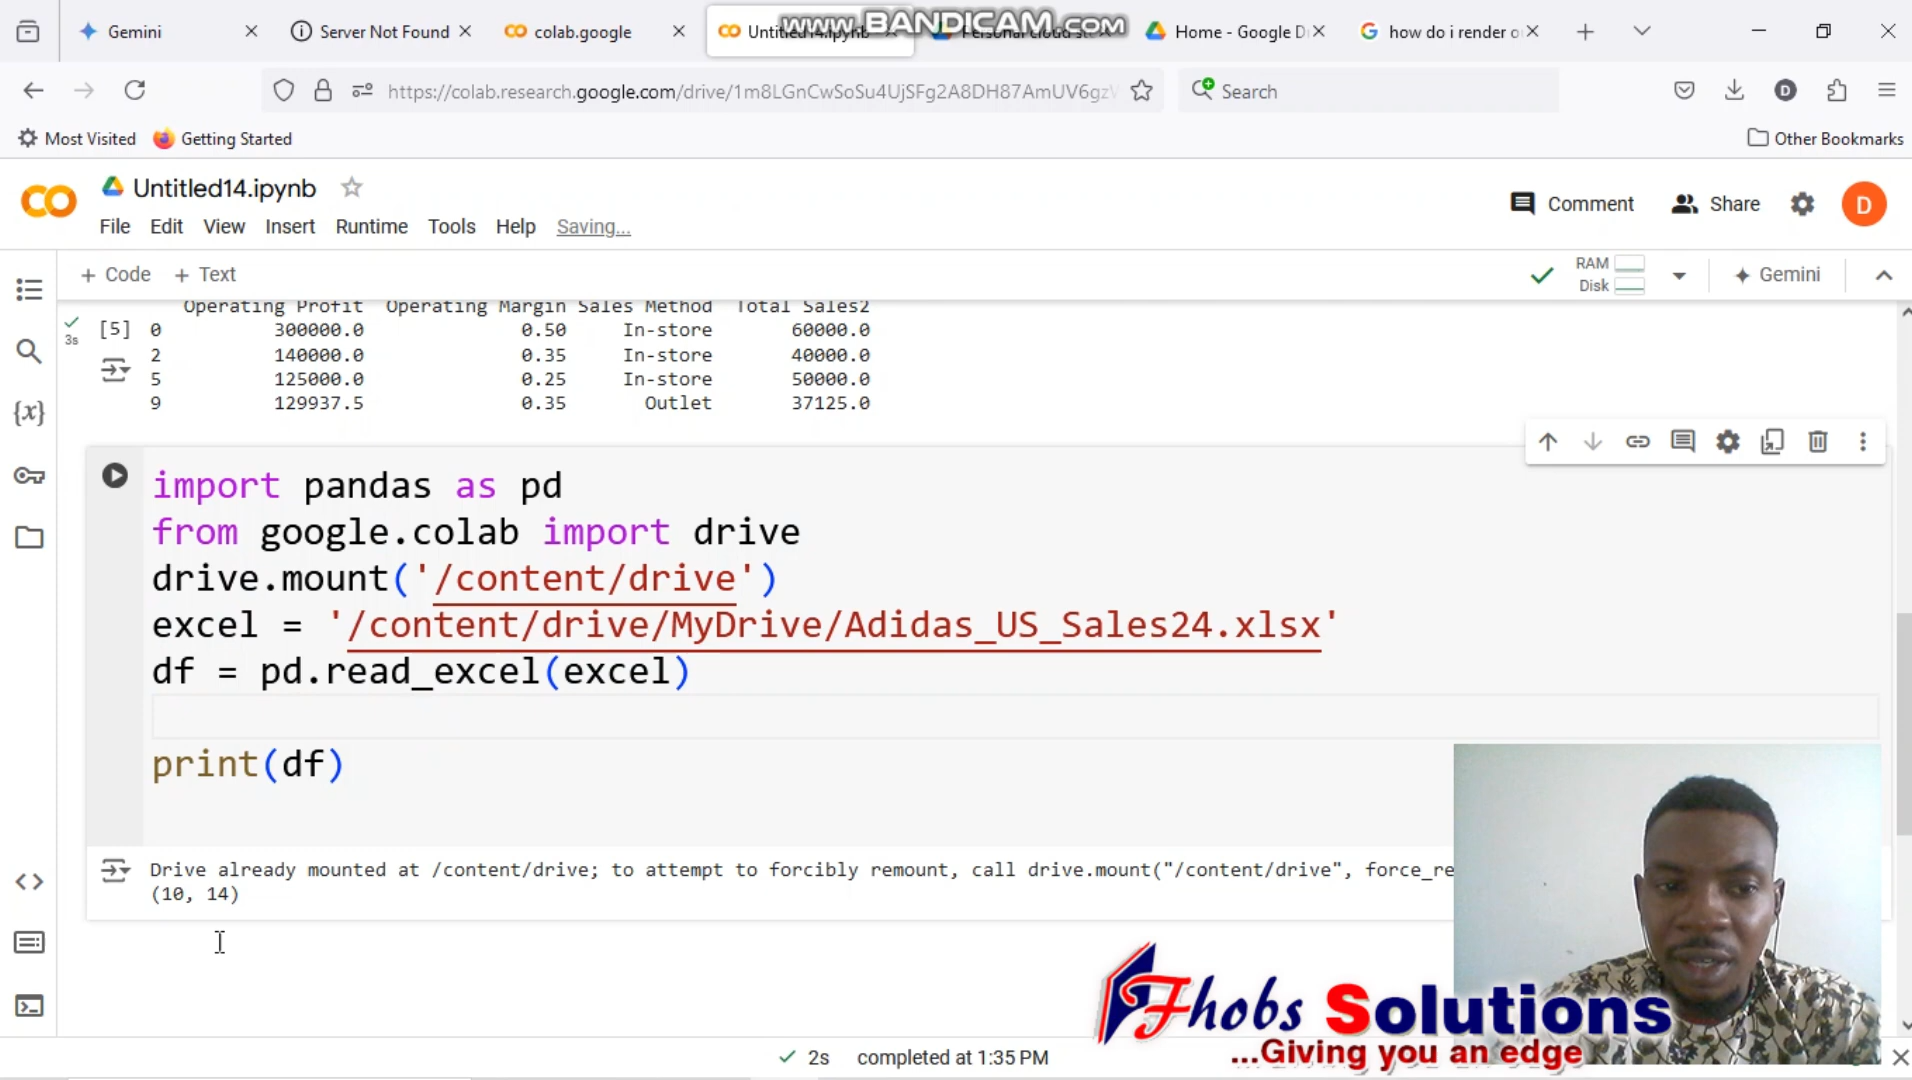 Gemini
Server Not Found
colab.google
Untitled14.ipynb
Home - Google D
how do i render o
www.BANDICAM.com
https://colab.research.google.com/drive/1m8LGnCwSoSu4UjSFg2A8DH87AmUV6gzV
Search
D
Most Visited
Getting Started
Other Bookmarks
Untitled14.ipynb
Comment
Share
D
File Edit View Insert Runtime Tools Help Saving...
+ Code + Text
RAM
Disk
Gemini
Operating Profit Operating Margin Sales Method Total Sales2
[5] 0 300000.0 0.50 In-store 60000.0
3s
2 140000.0 0.35 In-store 40000.0
5 125000.0 0.25 In-store 50000.0
9 129937.5 0.35 Outlet 37125.0
{x}
import pandas as pd
from google.colab import drive
drive.mount('/content/drive')
excel = '/content/drive/MyDrive/Adidas_US_Sales24.xlsx'
df = pd.read_excel(excel)
print(df)
Drive already mounted at /content/drive; to attempt to forcibly remount, call drive.mount("/content/drive", force_re
(10, 14)
Fhobs Solutions
...Giving you an edge
2s completed at 1:35 PM